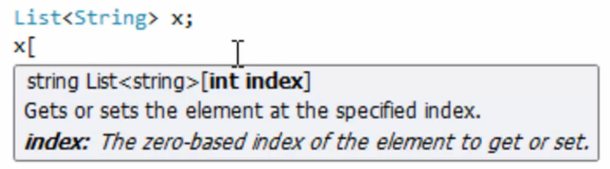 List<String> x;
x[
string List<string>[int index]
Gets or sets the element at the specified index.
index: The zero-based index of the element to get or set.